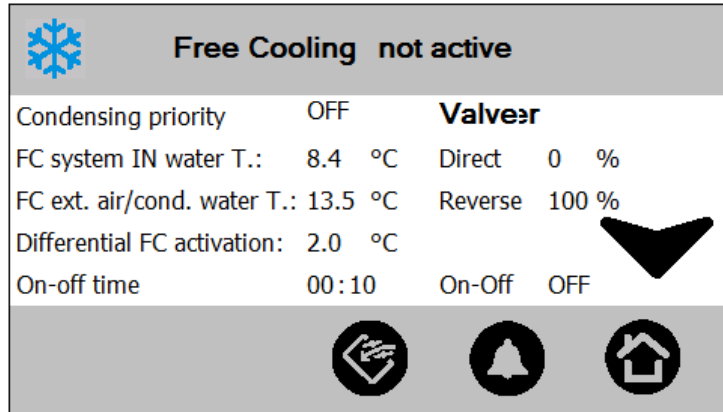 Free Cooling not active
Condensing priority OFF Valveer
FC system IN water T.: 8.4 °C Direct 0 %
FC ext. air/cond. water T.: 13.5 °C Reverse 100 %
Differential FC activation: 2.0 °C
On-off time 00:10 On-Off OFF